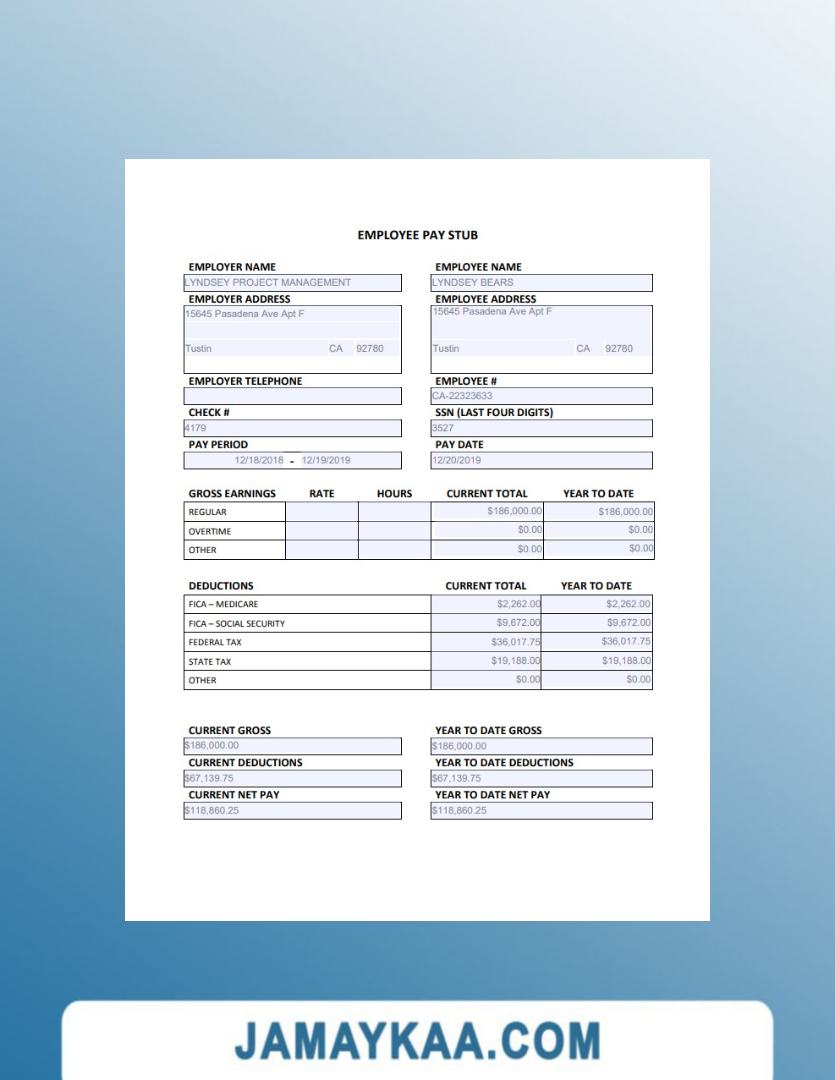 EMPLOYEE PAY STUB
EMPLOYER NAME EMPLOYEE NAME
LYNDSEY PROJECT MANAGEMENT LYNDSEY BEARS
EMPLOYER ADDRESS EMPLOYEE ADDRESS
15645 Pasadena Ave Apt F 15645 Pasadena Ave Apt F
Tustin CA 92780 Tustin CA 92780
EMPLOYER TELEPHONE EMPLOYEE #
CA-22323633
CHECK # SSN (LAST FOUR DIGITS)
4179 3527
PAY PERIOD PAY DATE
12/18/2018 - 12/19/2019 12/20/2019
GROSS EARNINGS RATE HOURS CURRENT TOTAL YEAR TO DATE
REGULAR $186,000.00 $186,000.00
OVERTIME $0.00 $0.00
OTHER $0.00 $0.00
DEDUCTIONS CURRENT TOTAL YEAR TO DATE
FICA – MEDICARE $2,262.00 $2,262.00
FICA – SOCIAL SECURITY $9,672.00 $9,672.00
FEDERAL TAX $36,017.75 $36,017.75
STATE TAX $19,188.00 $19,188.00
OTHER $0.00 $0.00
CURRENT GROSS YEAR TO DATE GROSS
$186,000.00 $186,000.00
CURRENT DEDUCTIONS YEAR TO DATE DEDUCTIONS
$67,139.75 $67,139.75
CURRENT NET PAY YEAR TO DATE NET PAY
$118,860.25 $118,860.25
JAMAYKAA.COM